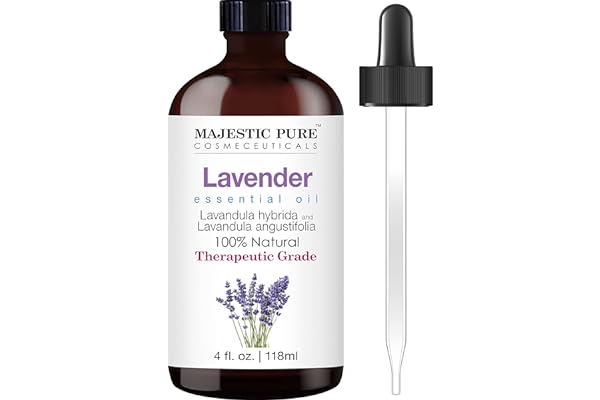 MAJESTIC PURE™
COSMECEUTICALS
Lavender
essential oil
Lavandula hybrida and
Lavandula angustifolia
100% Natural
Therapeutic Grade
4 fl. oz. | 118ml